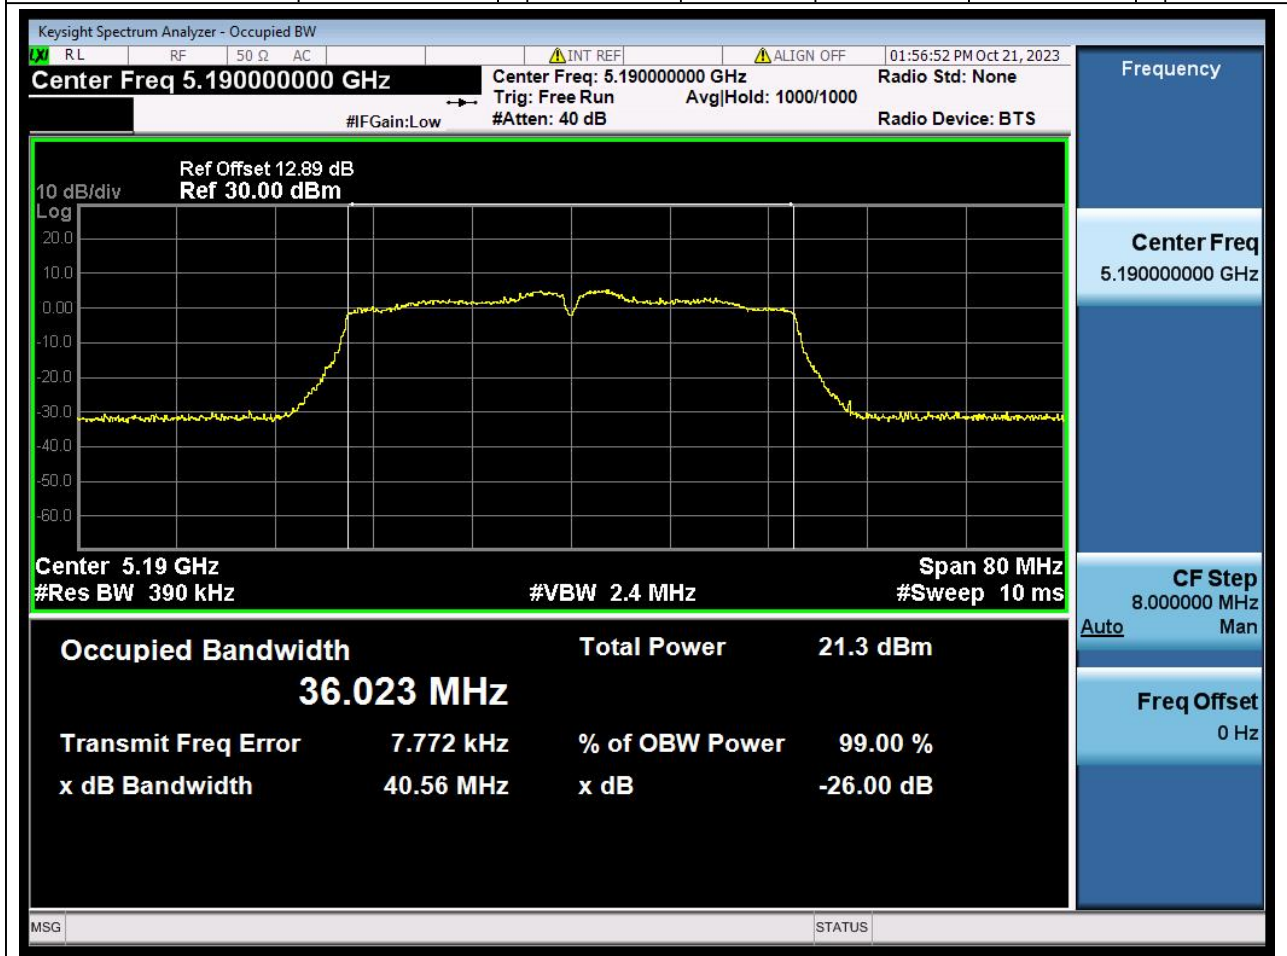 Keysight Spectrum Analyzer - Occupied BW
LXI RL RF 50 Ω AC INT REF ALIGN OFF 01:56:52 PM Oct 21, 2023
Center Freq 5.190000000 GHz
Center Freq: 5.190000000 GHz Radio Std: None
Trig: Free Run Avg|Hold: 1000/1000
#IFGain:Low #Atten: 40 dB Radio Device: BTS
Ref Offset 12.89 dB
10 dB/div Ref 30.00 dBm
Log
20.0
10.0
0.00
-10.0
-20.0
-30.0
-40.0
-50.0
-60.0
Center 5.19 GHz Span 80 MHz
#Res BW 390 kHz #VBW 2.4 MHz #Sweep 10 ms
Occupied Bandwidth Total Power 21.3 dBm
36.023 MHz
Transmit Freq Error 7.772 kHz % of OBW Power 99.00 %
x dB Bandwidth 40.56 MHz x dB -26.00 dB
MSG STATUS
Frequency
Center Freq
5.190000000 GHz
CF Step
8.000000 MHz
Auto Man
Freq Offset
0 Hz